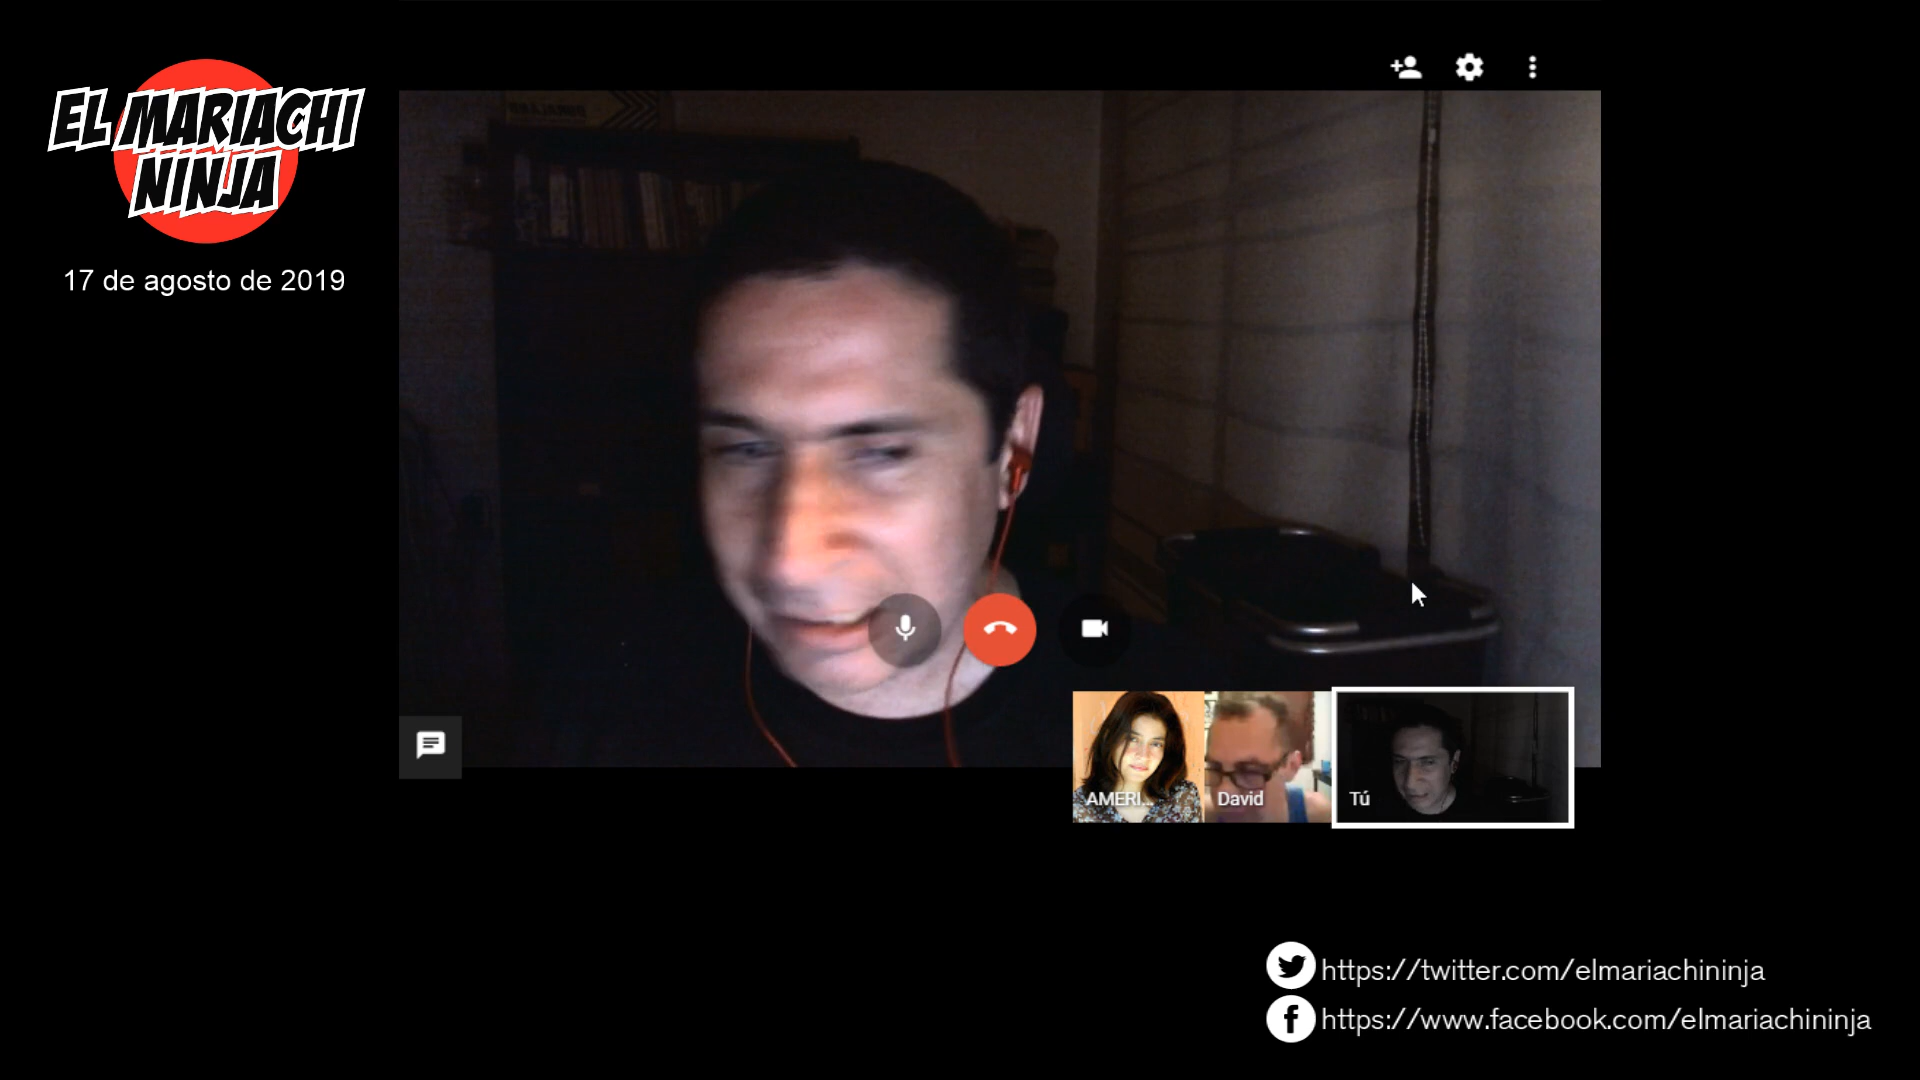 EL MARIACHI
NINJA
17 de agosto de 2019
AMERI...
David
Tú
https://twitter.com/elmariachininja
https://www.facebook.com/elmariachininja